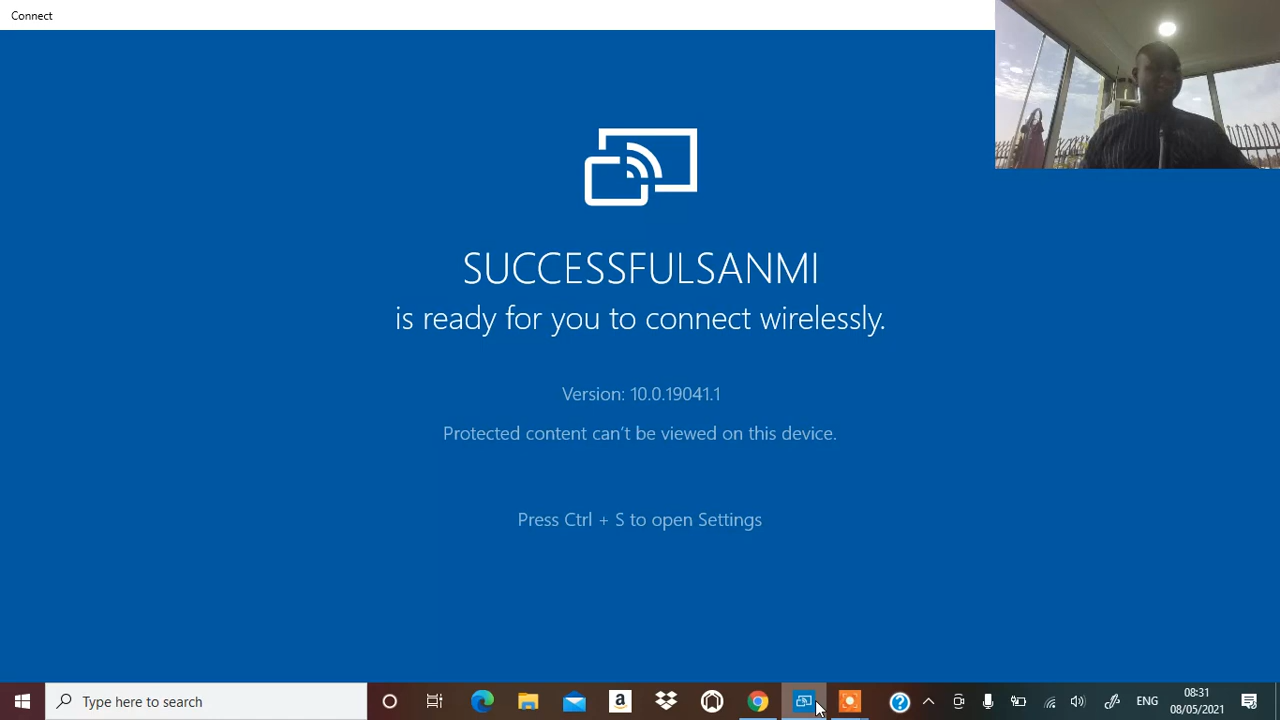 Connect
SUCCESSFULSANMI
is ready for you to connect wirelessly.
Version: 10.0.19041.1
Protected content can't be viewed on this device.
Press Ctrl + S to open Settings
Type here to search
a
?
ENG
08:31
08/05/2021